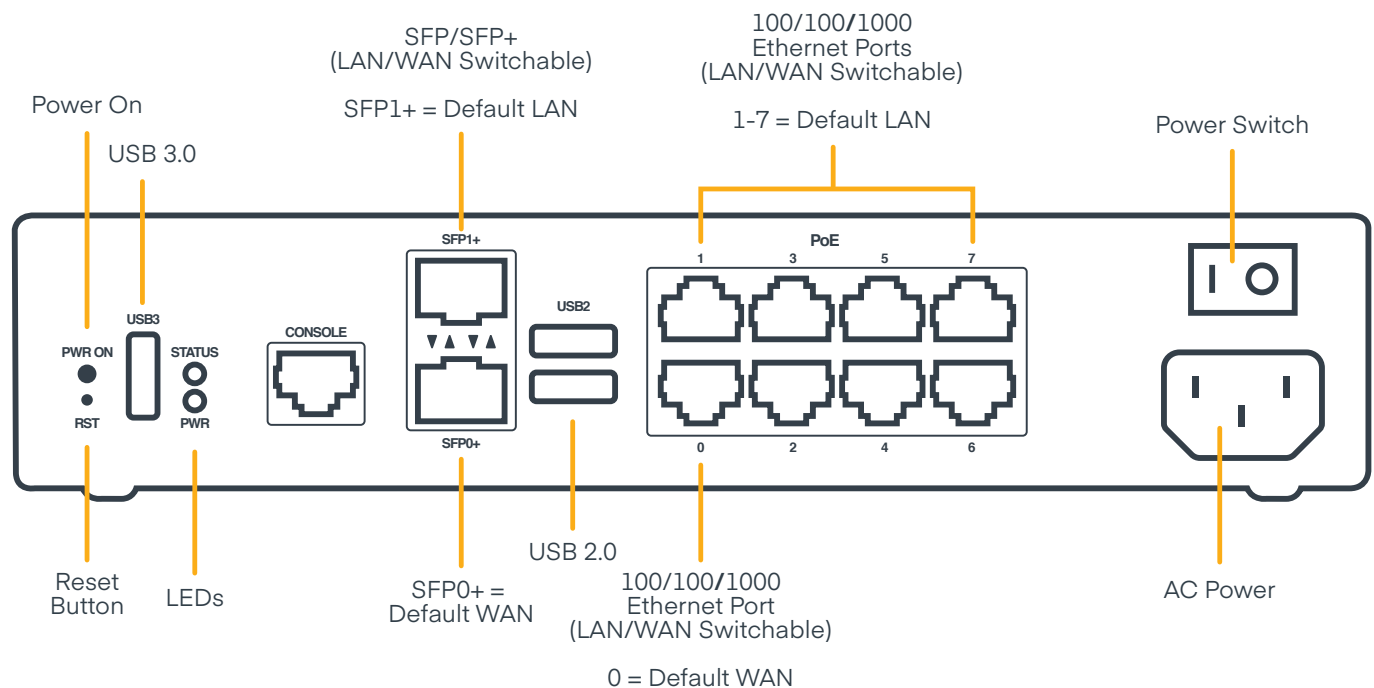 SFP/SFP+
(LAN/WAN Switchable)
SFP1+ = Default LAN
100/100/1000
Ethernet Ports
(LAN/WAN Switchable)
1-7 = Default LAN
Power On
USB 3.0
Power Switch
SFP1+
PoE
1 3 5 7
USB3
USB2
CONSOLE
PWR ON
STATUS
RST
PWR
SFP0+
0 2 4 6
USB 2.0
Reset
Button
LEDs
SFP0+ =
Default WAN
100/100/1000
Ethernet Port
(LAN/WAN Switchable)
0 = Default WAN
AC Power